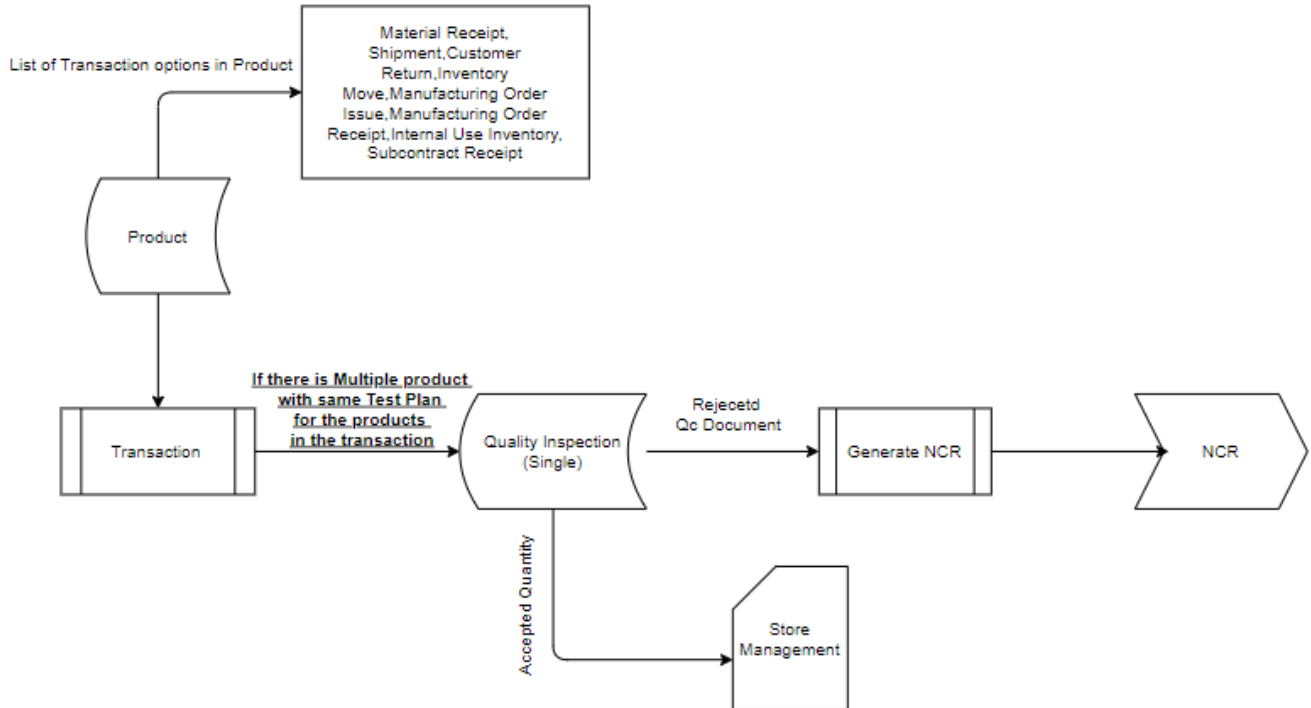 Material Receipt,
Shipment,Customer
Return,Inventory
Move,Manufacturing Order
Issue,Manufacturing Order
Receipt,Internal Use Inventory,
Subcontract Receipt
List of Transaction options in Product
Product
If there is Multiple product
with same Test Plan
for the products
in the transaction
Transaction
Quality Inspection
(Single)
Rejecetd
Qc Document
Generate NCR
NCR
Accepted Quantity
Store
Management